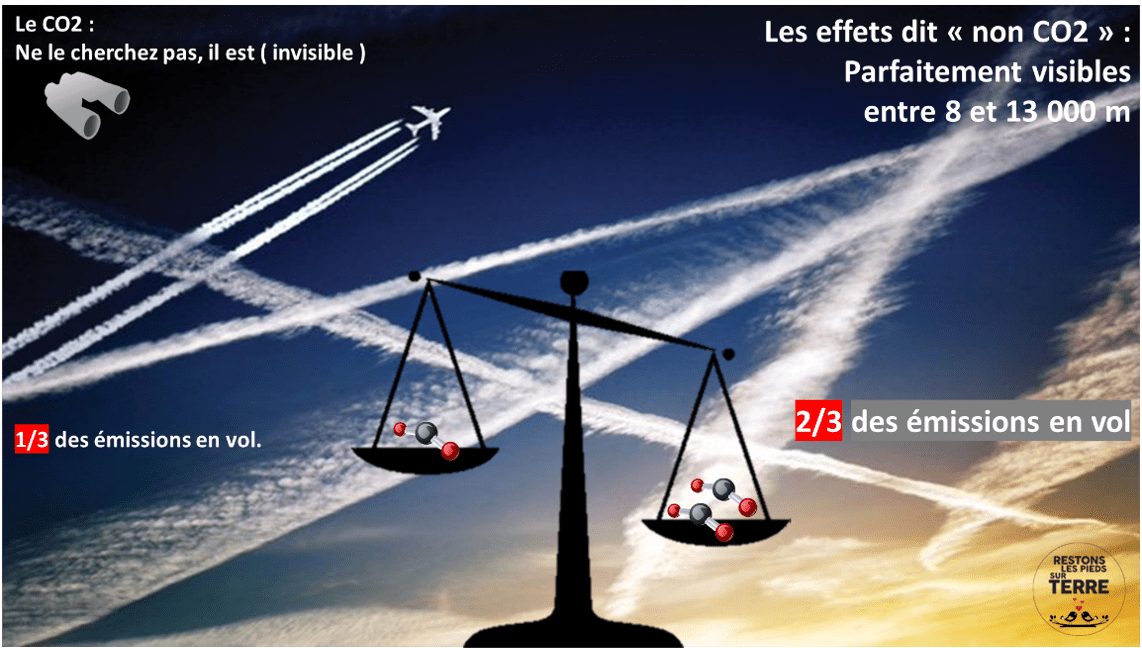 Le CO2 :
Ne le cherchez pas, il est ( invisible )
Les effets dit « non CO2 » :
Parfaitement visibles
entre 8 et 13 000 m
1/3 des émissions en vol.
2/3 des émissions en vol
RESTONS
LES PIEDS
SUR
TERRE